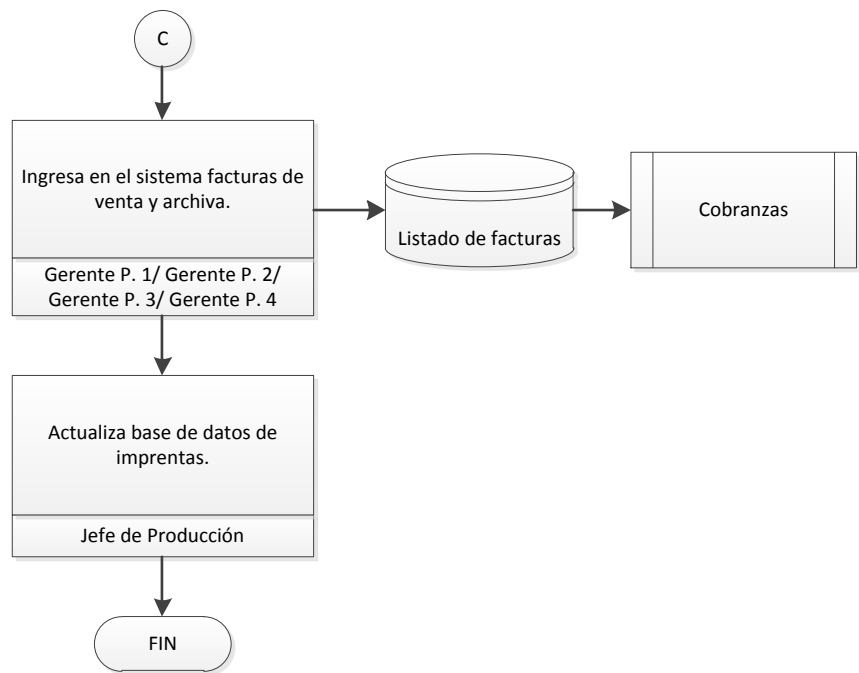 C
Ingresa en el sistema facturas de
venta y archiva.
Gerente P. 1/ Gerente P. 2/
Gerente P. 3/ Gerente P. 4
Listado de facturas
Cobranzas
Actualiza base de datos de
imprentas.
Jefe de Producción
FIN